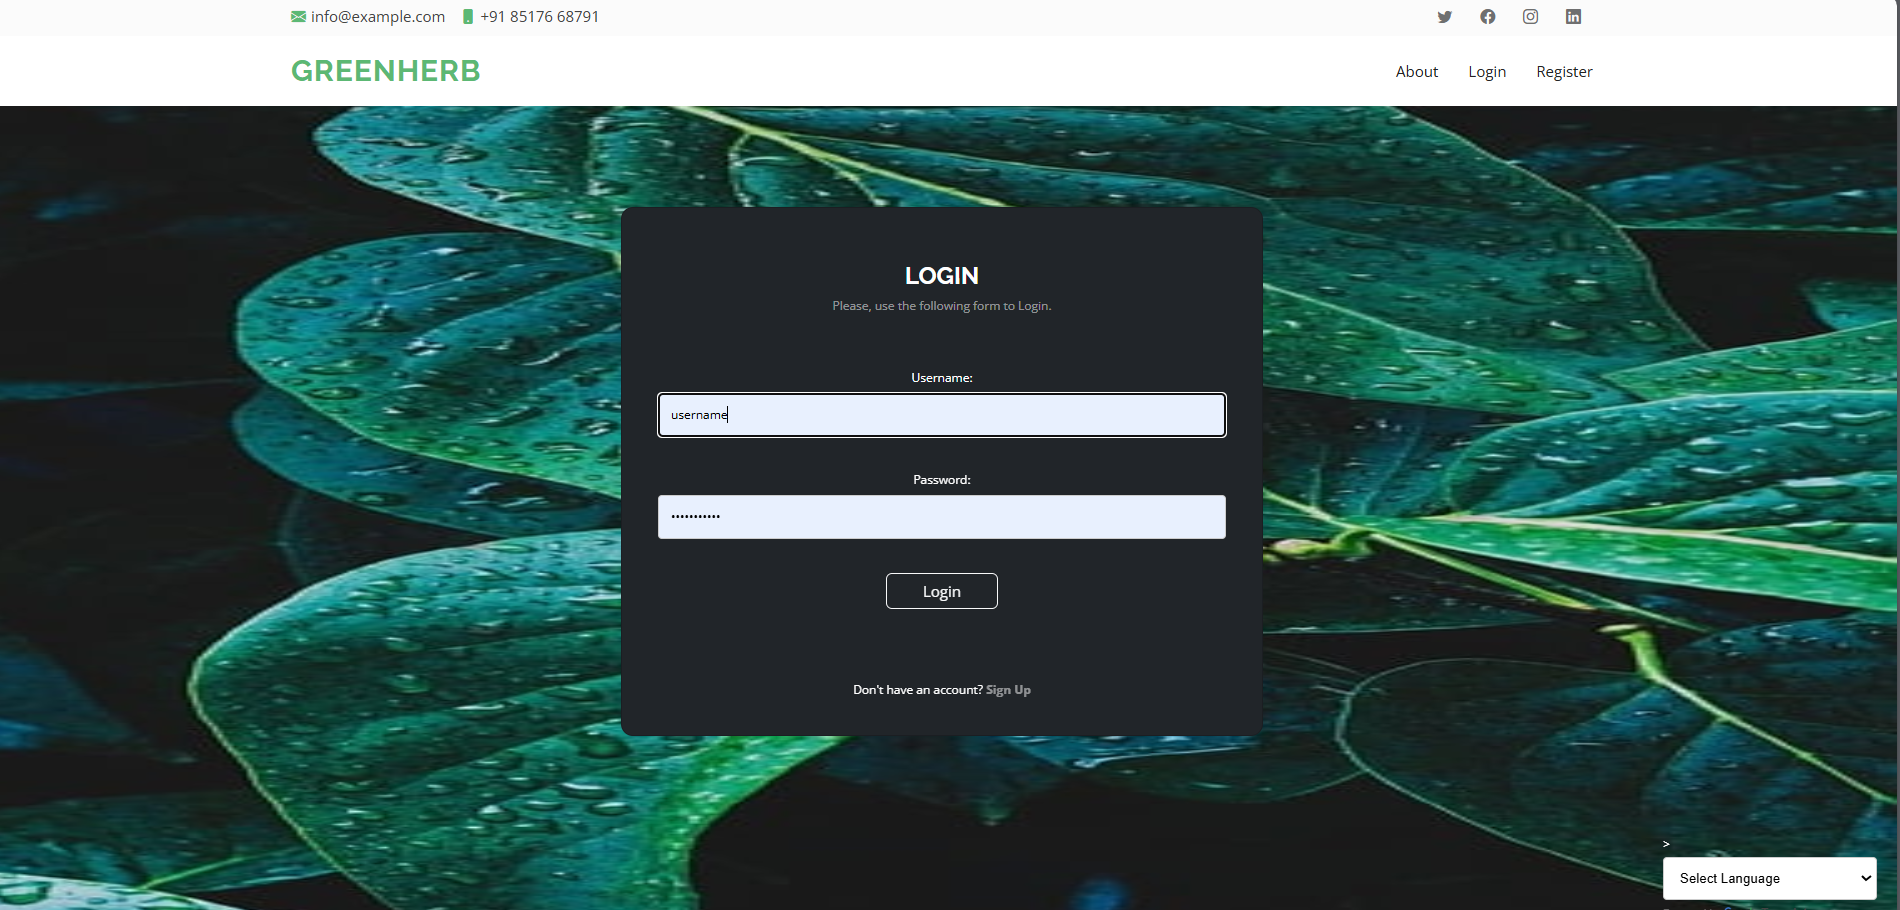 info@example.com +91 85176 68791
GREENHERB
About Login Register
LOGIN
Please, use the following form to Login.
Username:
username
Password:
•••••••••••
Login
Don't have an account? Sign Up
>
Select Language